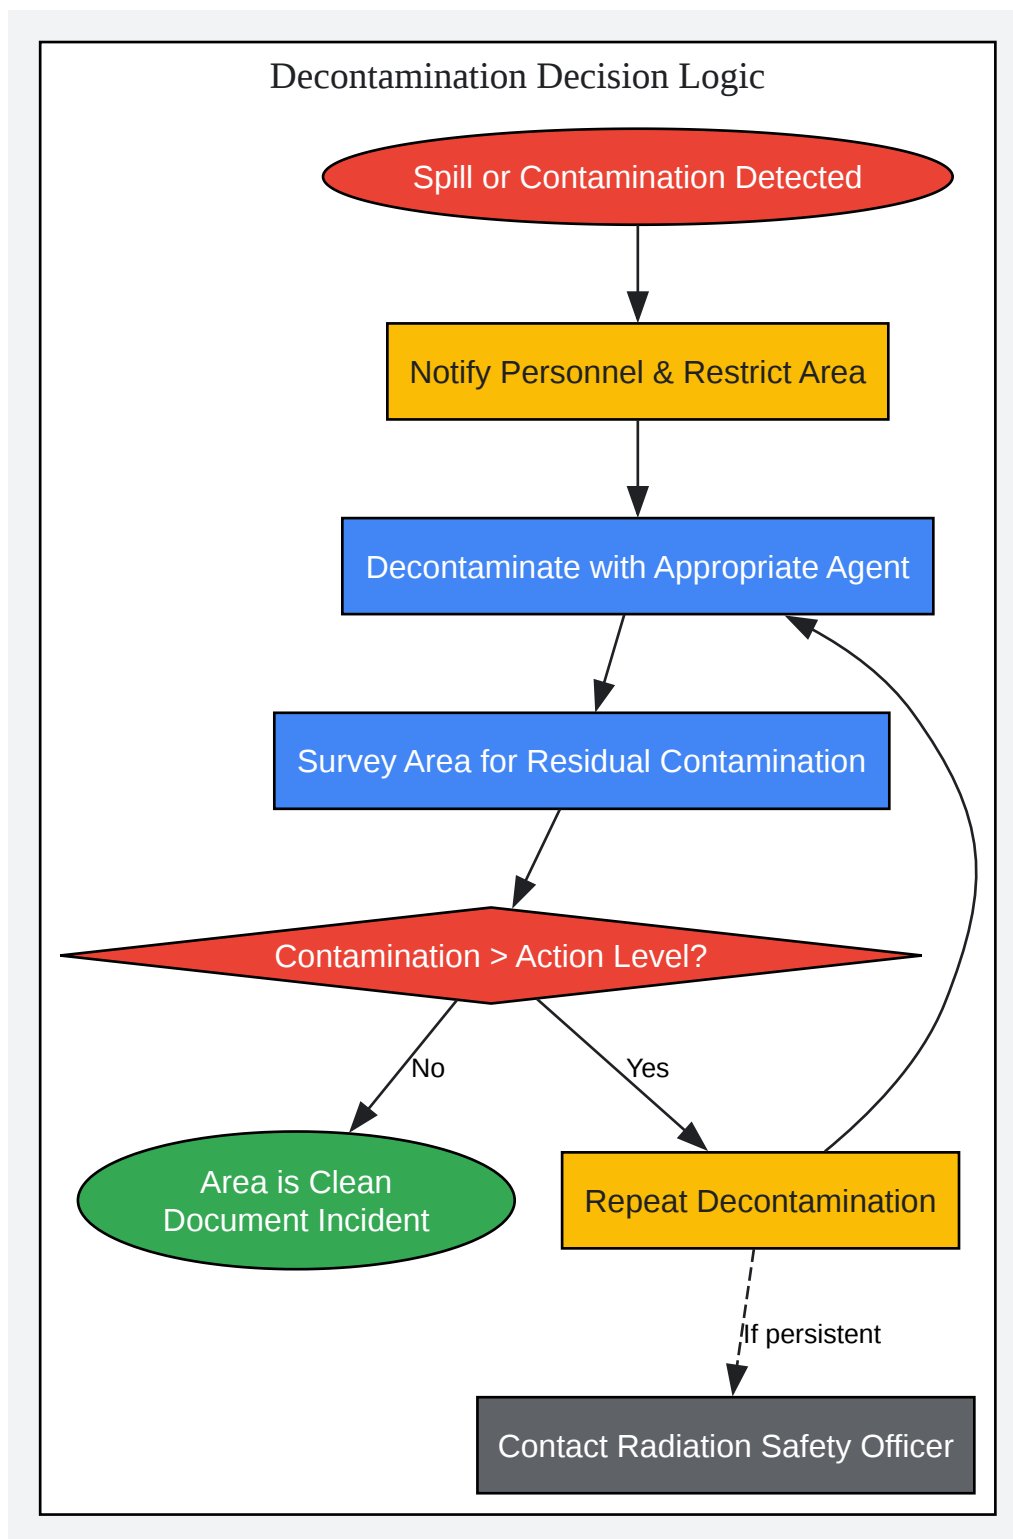 Decontamination Decision Logic
Spill or Contamination Detected
Notify Personnel & Restrict Area
Decontaminate with Appropriate Agent
Survey Area for Residual Contamination
Contamination > Action Level?
No
Yes
Area is Clean
Document Incident
Repeat Decontamination
If persistent
Contact Radiation Safety Officer